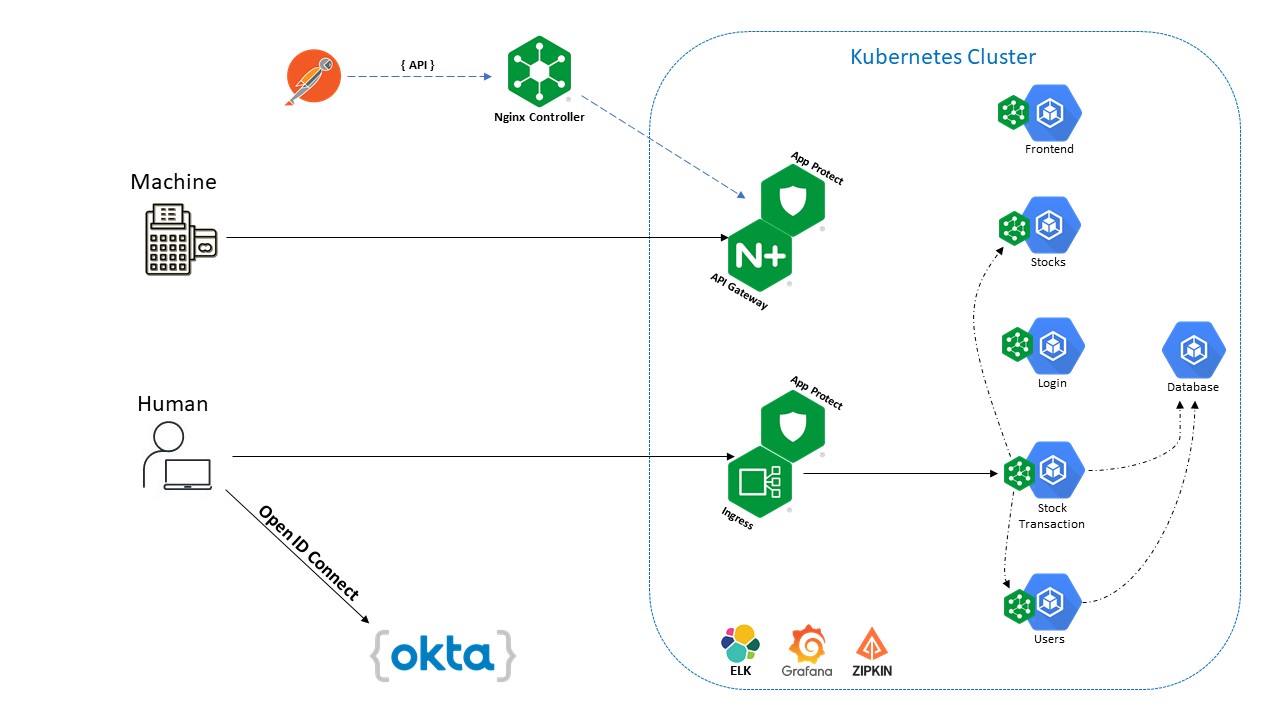 Kubernetes Cluster
{ API }
Nginx Controller
Frontend
App Protect
Machine
N+
API Gateway
Stocks
Login
Database
App Protect
Human
Ingress
Stock
Transaction
Open ID Connect
Users
{okta}
ELK
Grafana
ZIPKIN